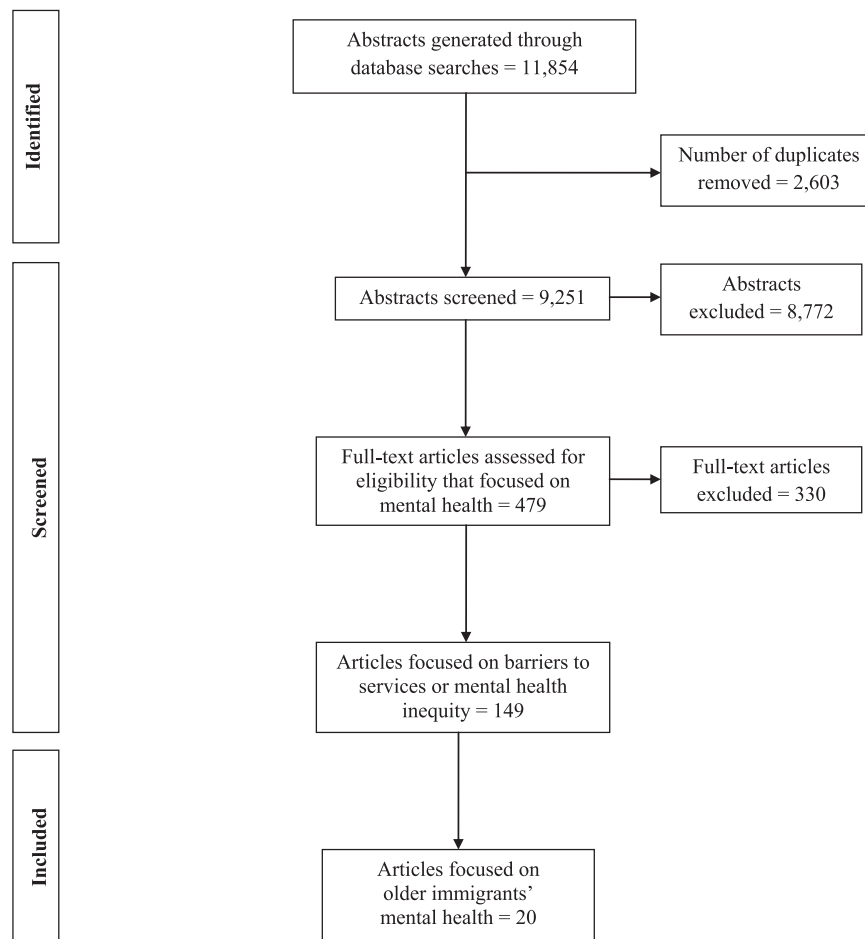 Identified
Abstracts generated through
database searches = 11,854
Number of duplicates
removed = 2,603
Screened
Abstracts screened = 9,251
Abstracts
excluded = 8,772
Full-text articles assessed for
eligibility that focused on
mental health = 479
Full-text articles
excluded = 330
Articles focused on barriers to
services or mental health
inequity = 149
Included
Articles focused on
older immigrants’
mental health = 20